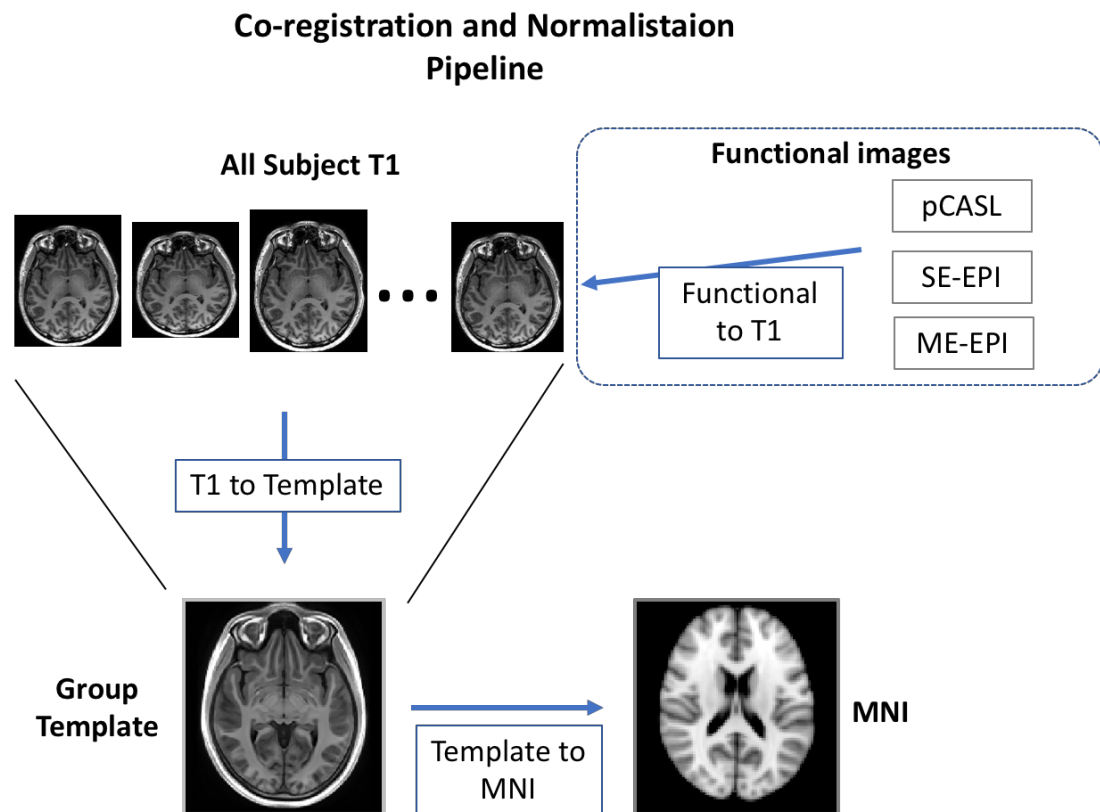 Co-registration and Normalistaion
Pipeline
All Subject T1
Functional images
pCASL
SE-EPI
ME-EPI
Functional
to T1
T1 to Template
Group
Template
Template to
MNI
MNI